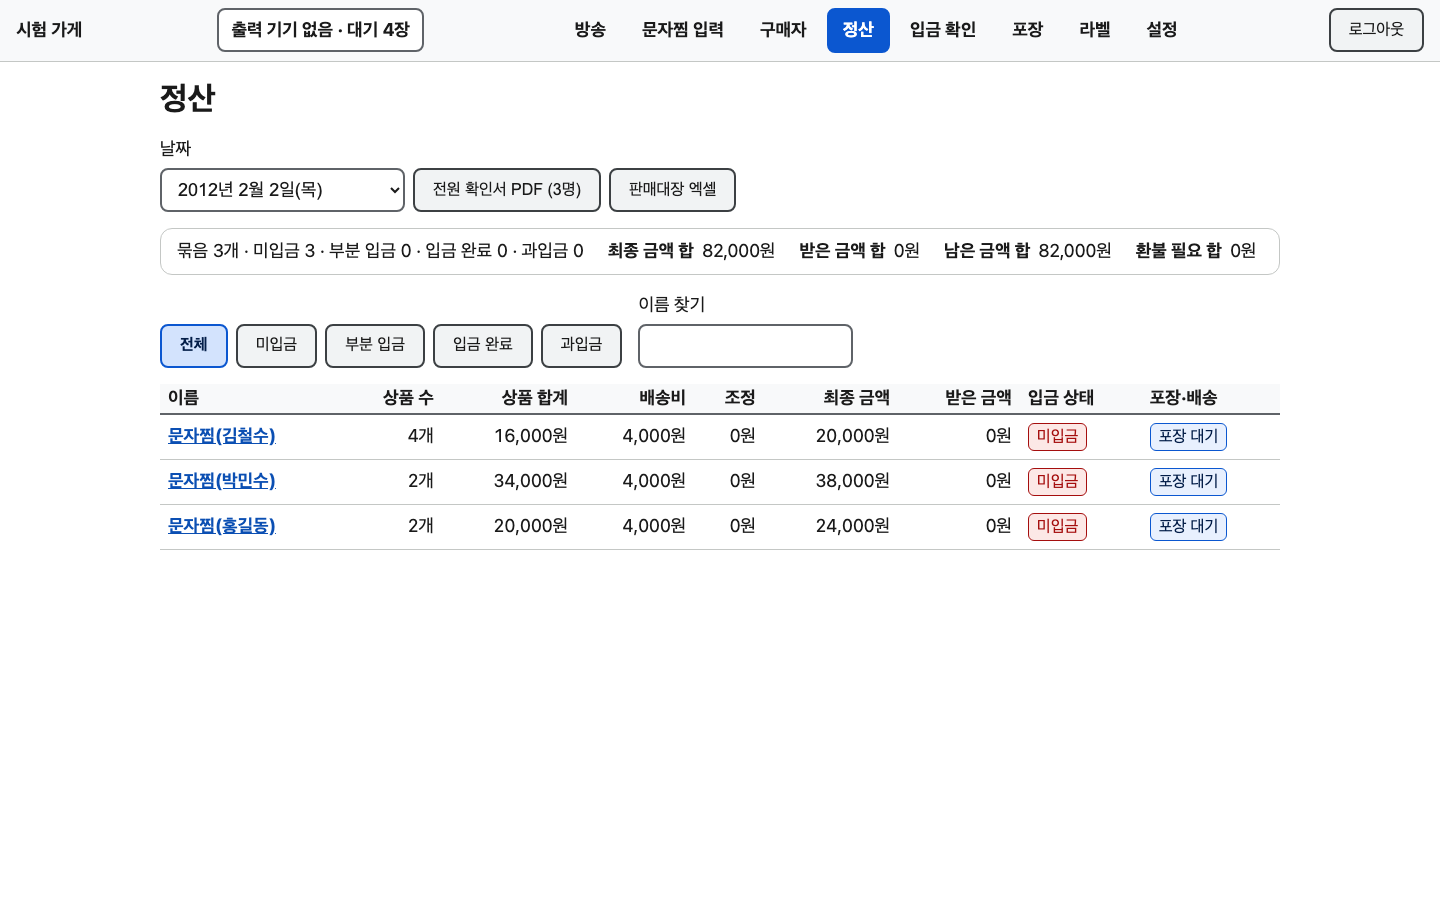 시험 가게 출력 기기 없음 · 대기 4장 방송 문자찜 입력 구매자 정산 입금 확인 포장 라벨 설정 로그아웃
정산
날짜
2012년 2월 2일(목) 전원 확인서 PDF (3명) 판매대장 엑셀
묶음 3개 · 미입금 3 · 부분 입금 0 · 입금 완료 0 · 과입금 0 최종 금액 합 82,000원 받은 금액 합 0원 남은 금액 합 82,000원 환불 필요 합 0원
이름 찾기
전체 미입금 부분 입금 입금 완료 과입금
이름 상품 수 상품 합계 배송비 조정 최종 금액 받은 금액 입금 상태 포장·배송
문자찜(김철수) 4개 16,000원 4,000원 0원 20,000원 0원 미입금 포장 대기
문자찜(박민수) 2개 34,000원 4,000원 0원 38,000원 0원 미입금 포장 대기
문자찜(홍길동) 2개 20,000원 4,000원 0원 24,000원 0원 미입금 포장 대기